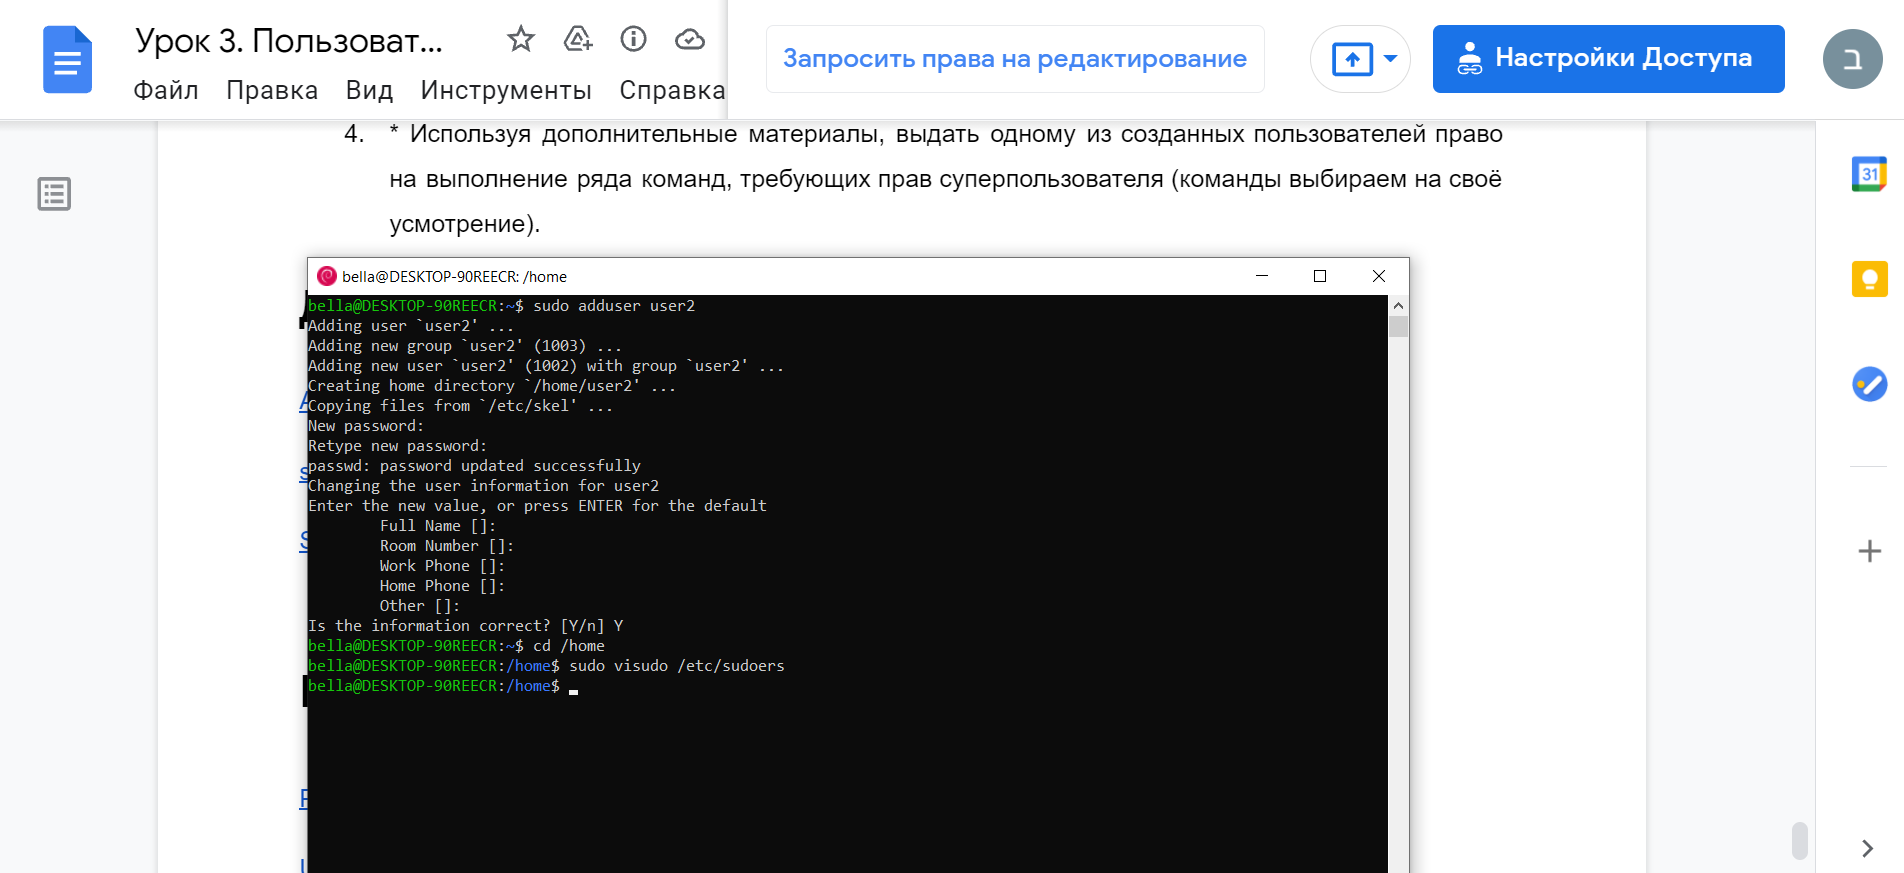 Урок 3. Пользоват...
Файл Правка Вид Инструменты Справка
Запросить права на редактирование
Настройки Доступа
ב
31
4. * Используя дополнительные материалы, выдать одному из созданных пользователей право
на выполнение ряда команд, требующих прав суперпользователя (команды выбираем на своё
усмотрение).
bella@DESKTOP-90REECR: /home
bella@DESKTOP-90REECR:~$ sudo adduser user2
Adding user `user2' ...
Adding new group `user2' (1003) ...
Adding new user `user2' (1002) with group `user2' ...
Creating home directory `/home/user2' ...
Copying files from `/etc/skel' ...
New password:
Retype new password:
passwd: password updated successfully
Changing the user information for user2
Enter the new value, or press ENTER for the default
Full Name []:
Room Number []:
Work Phone []:
Home Phone []:
Other []:
Is the information correct? [Y/n] Y
bella@DESKTOP-90REECR:~$ cd /home
bella@DESKTOP-90REECR:/home$ sudo visudo /etc/sudoers
bella@DESKTOP-90REECR:/home$